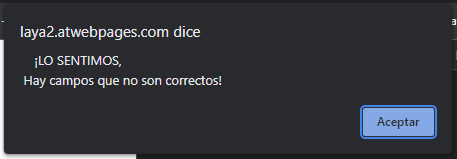 laya2.atwebpages.com dice
¡LO SENTIMOS,
Hay campos que no son correctos!
Aceptar